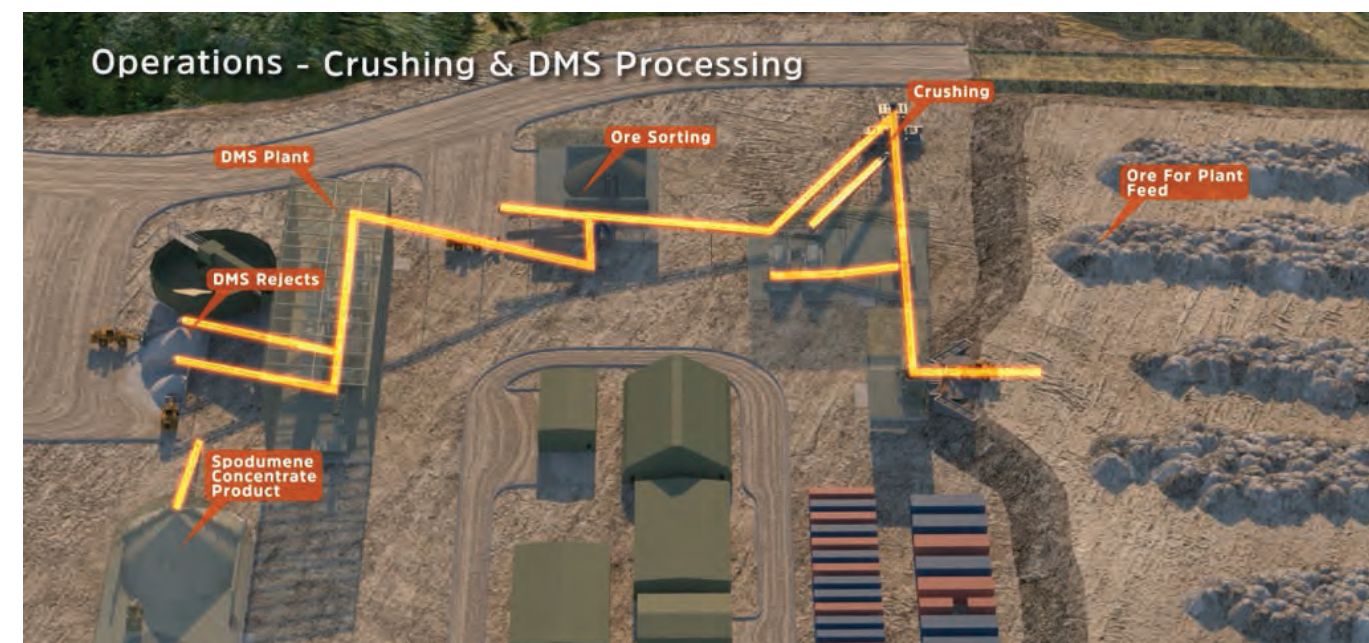 Operations - Crushing & DMS Processing
Crushing
Ore Sorting
DMS Plant
Ore For Plant
Feed
DMS Rejects
Spodumene
Concentrate
Product